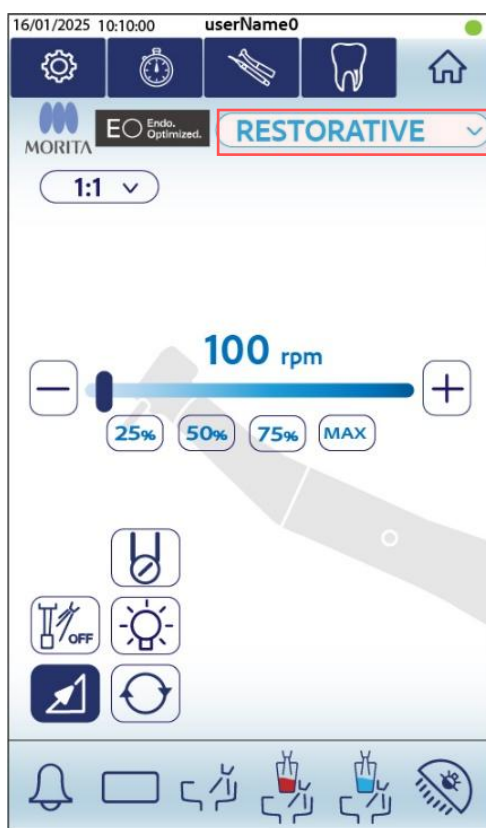 16/01/2025 10:10:00 userName0
MORITA
EO Endo.
Optimized.
RESTORATIVE
1:1
100 rpm
25% 50% 75% MAX
OFF